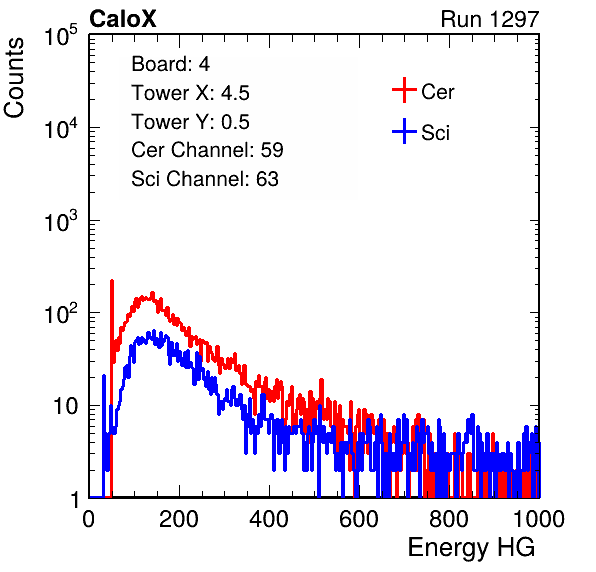 CaloX Run 1297
Counts
10^5
10^4
10^3
10^2
10
1
Board: 4
Tower X: 4.5
Tower Y: 0.5
Cer Channel: 59
Sci Channel: 63
Cer
Sci
0 200 400 600 800 1000
Energy HG